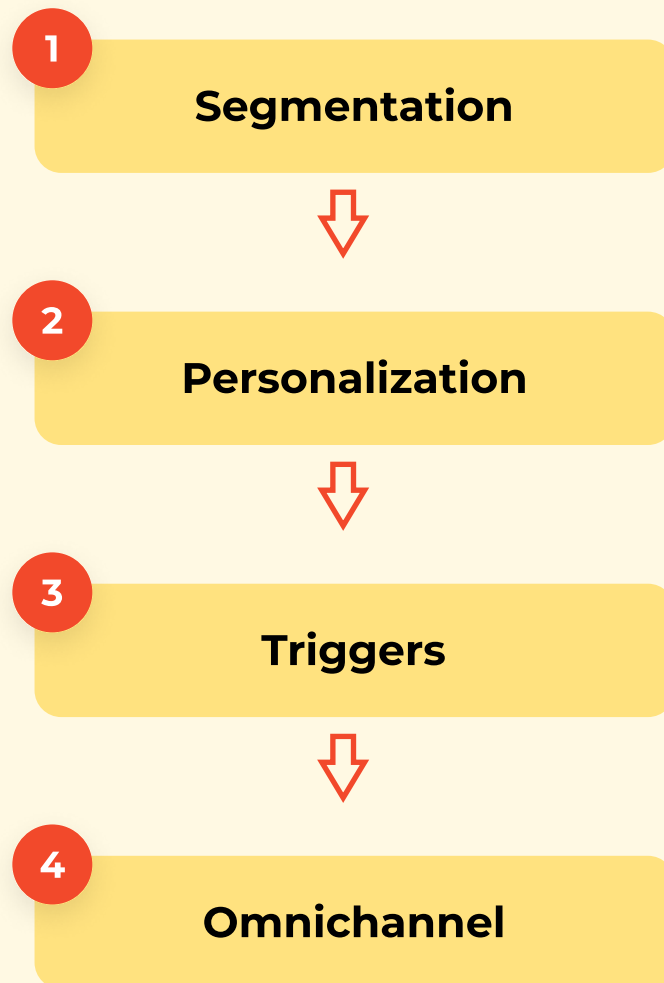 1
Segmentation
2
Personalization
3
Triggers
4
Omnichannel